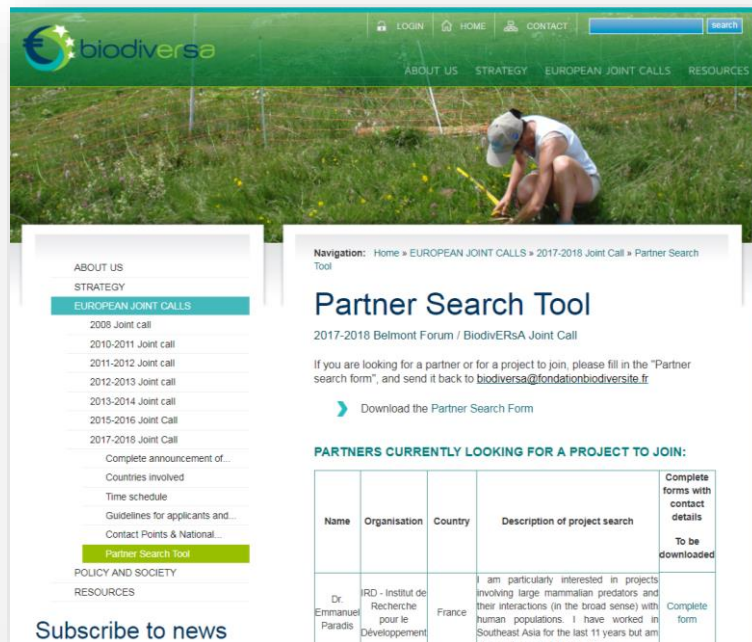 LOGIN HOME CONTACT search
biodiversa
ABOUT US STRATEGY EUROPEAN JOINT CALLS RESOURCES
ABOUT US
STRATEGY
EUROPEAN JOINT CALLS
2008 Joint call
2010-2011 Joint call
2011-2012 Joint call
2012-2013 Joint call
2013-2014 Joint call
2015-2016 Joint Call
2017-2018 Joint Call
Complete announcement of...
Countries involved
Time schedule
Guidelines for applicants and...
Contact Points & National...
Partner Search Tool
POLICY AND SOCIETY
RESOURCES
Subscribe to news
Navigation: Home » EUROPEAN JOINT CALLS » 2017-2018 Joint Call » Partner Search
Tool
Partner Search Tool
2017-2018 Belmont Forum / BiodivERsA Joint Call
If you are looking for a partner or for a project to join, please fill in the "Partner
search form", and send it back to biodiversa@fondationbiodiversite.fr
Download the Partner Search Form
PARTNERS CURRENTLY LOOKING FOR A PROJECT TO JOIN:
Name
Organisation
Country
Description of project search
Complete
forms with
contact
details
To be
downloaded
Dr.
Emmanuel
Paradis
IRD - Institut de
Recherche
pour le
Développement
France
I am particularly interested in projects
involving large mammalian predators and
their interactions (in the broad sense) with
human populations. I have worked in
Southeast Asia for the last 11 years but am
Complete
form